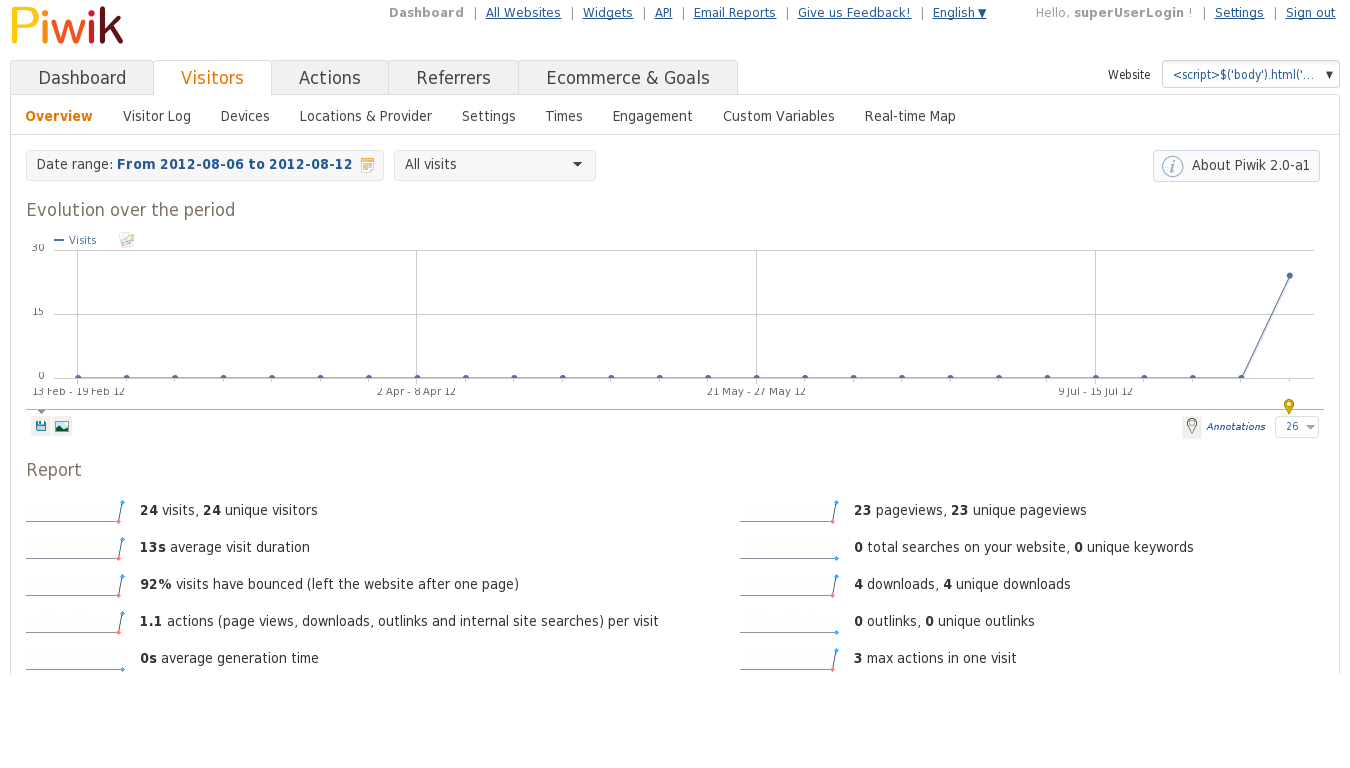 Piwik
Dashboard | All Websites | Widgets | API | Email Reports | Give us Feedback! | English ▼
Hello, superUserLogin ! | Settings | Sign out
Dashboard Visitors Actions Referrers Ecommerce & Goals
Website <script>$('body').html('... ▼
Overview Visitor Log Devices Locations & Provider Settings Times Engagement Custom Variables Real-time Map
Date range: From 2012-08-06 to 2012-08-12
All visits
About Piwik 2.0-a1
Evolution over the period
Visits
30
15
0
13 Feb - 19 Feb 12 2 Apr - 8 Apr 12 21 May - 27 May 12 9 Jul - 15 Jul 12
Annotations 26
Report
24 visits, 24 unique visitors
13s average visit duration
92% visits have bounced (left the website after one page)
1.1 actions (page views, downloads, outlinks and internal site searches) per visit
0s average generation time
23 pageviews, 23 unique pageviews
0 total searches on your website, 0 unique keywords
4 downloads, 4 unique downloads
0 outlinks, 0 unique outlinks
3 max actions in one visit